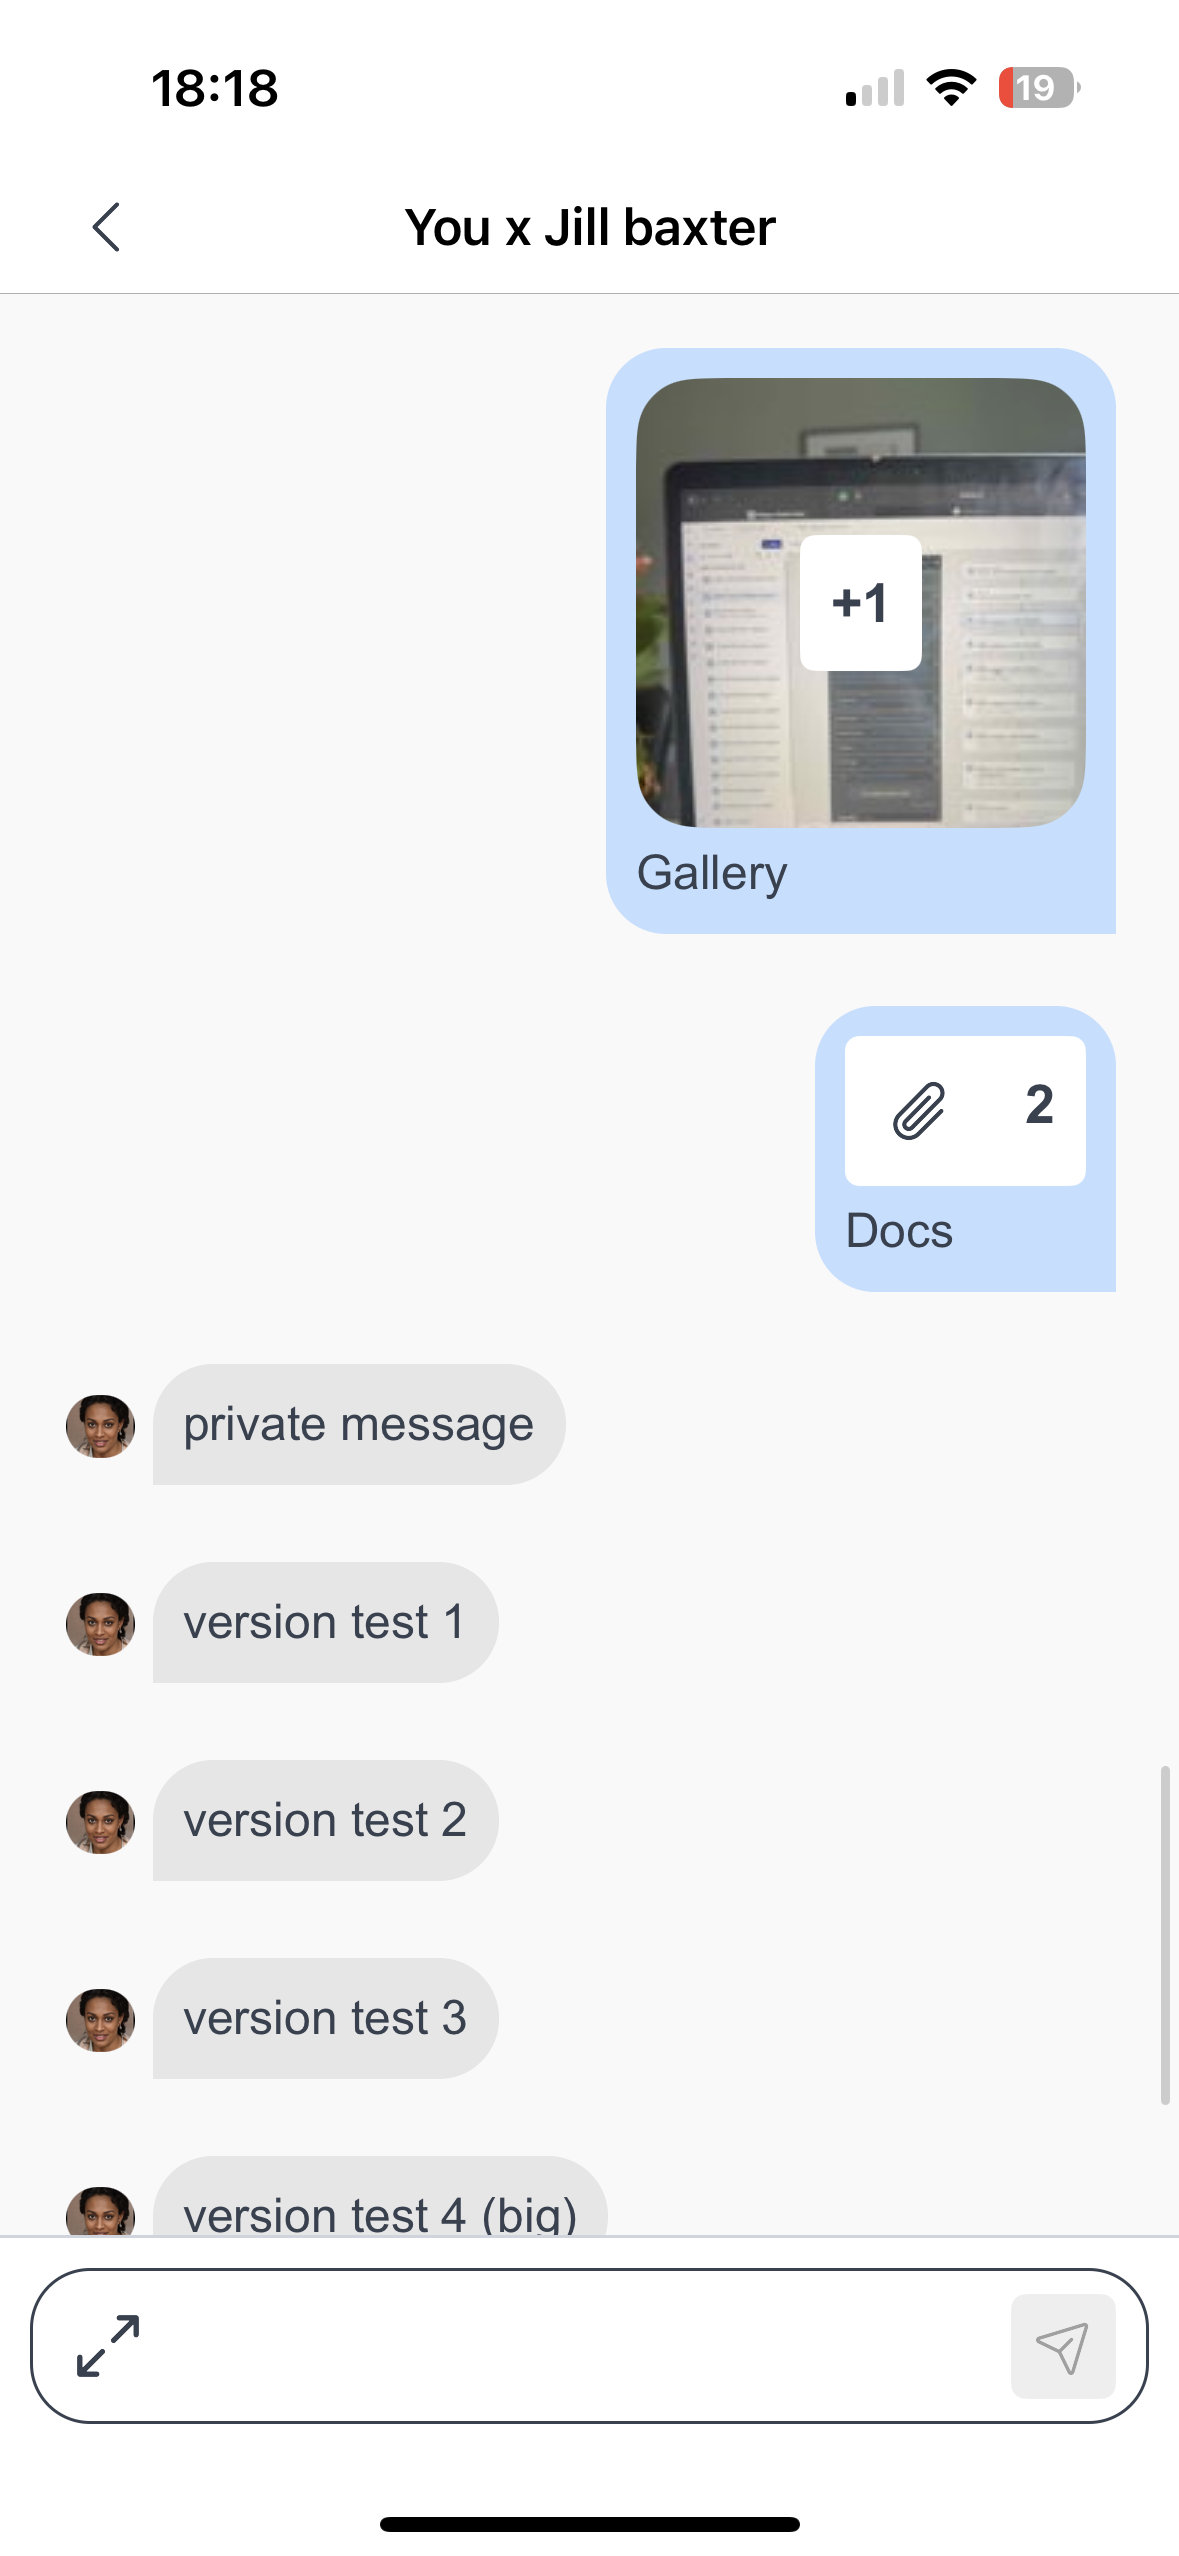 18:18
19
You x Jill baxter
+1
Gallery
2
Docs
private message
version test 1
version test 2
version test 3
version test 4 (big)